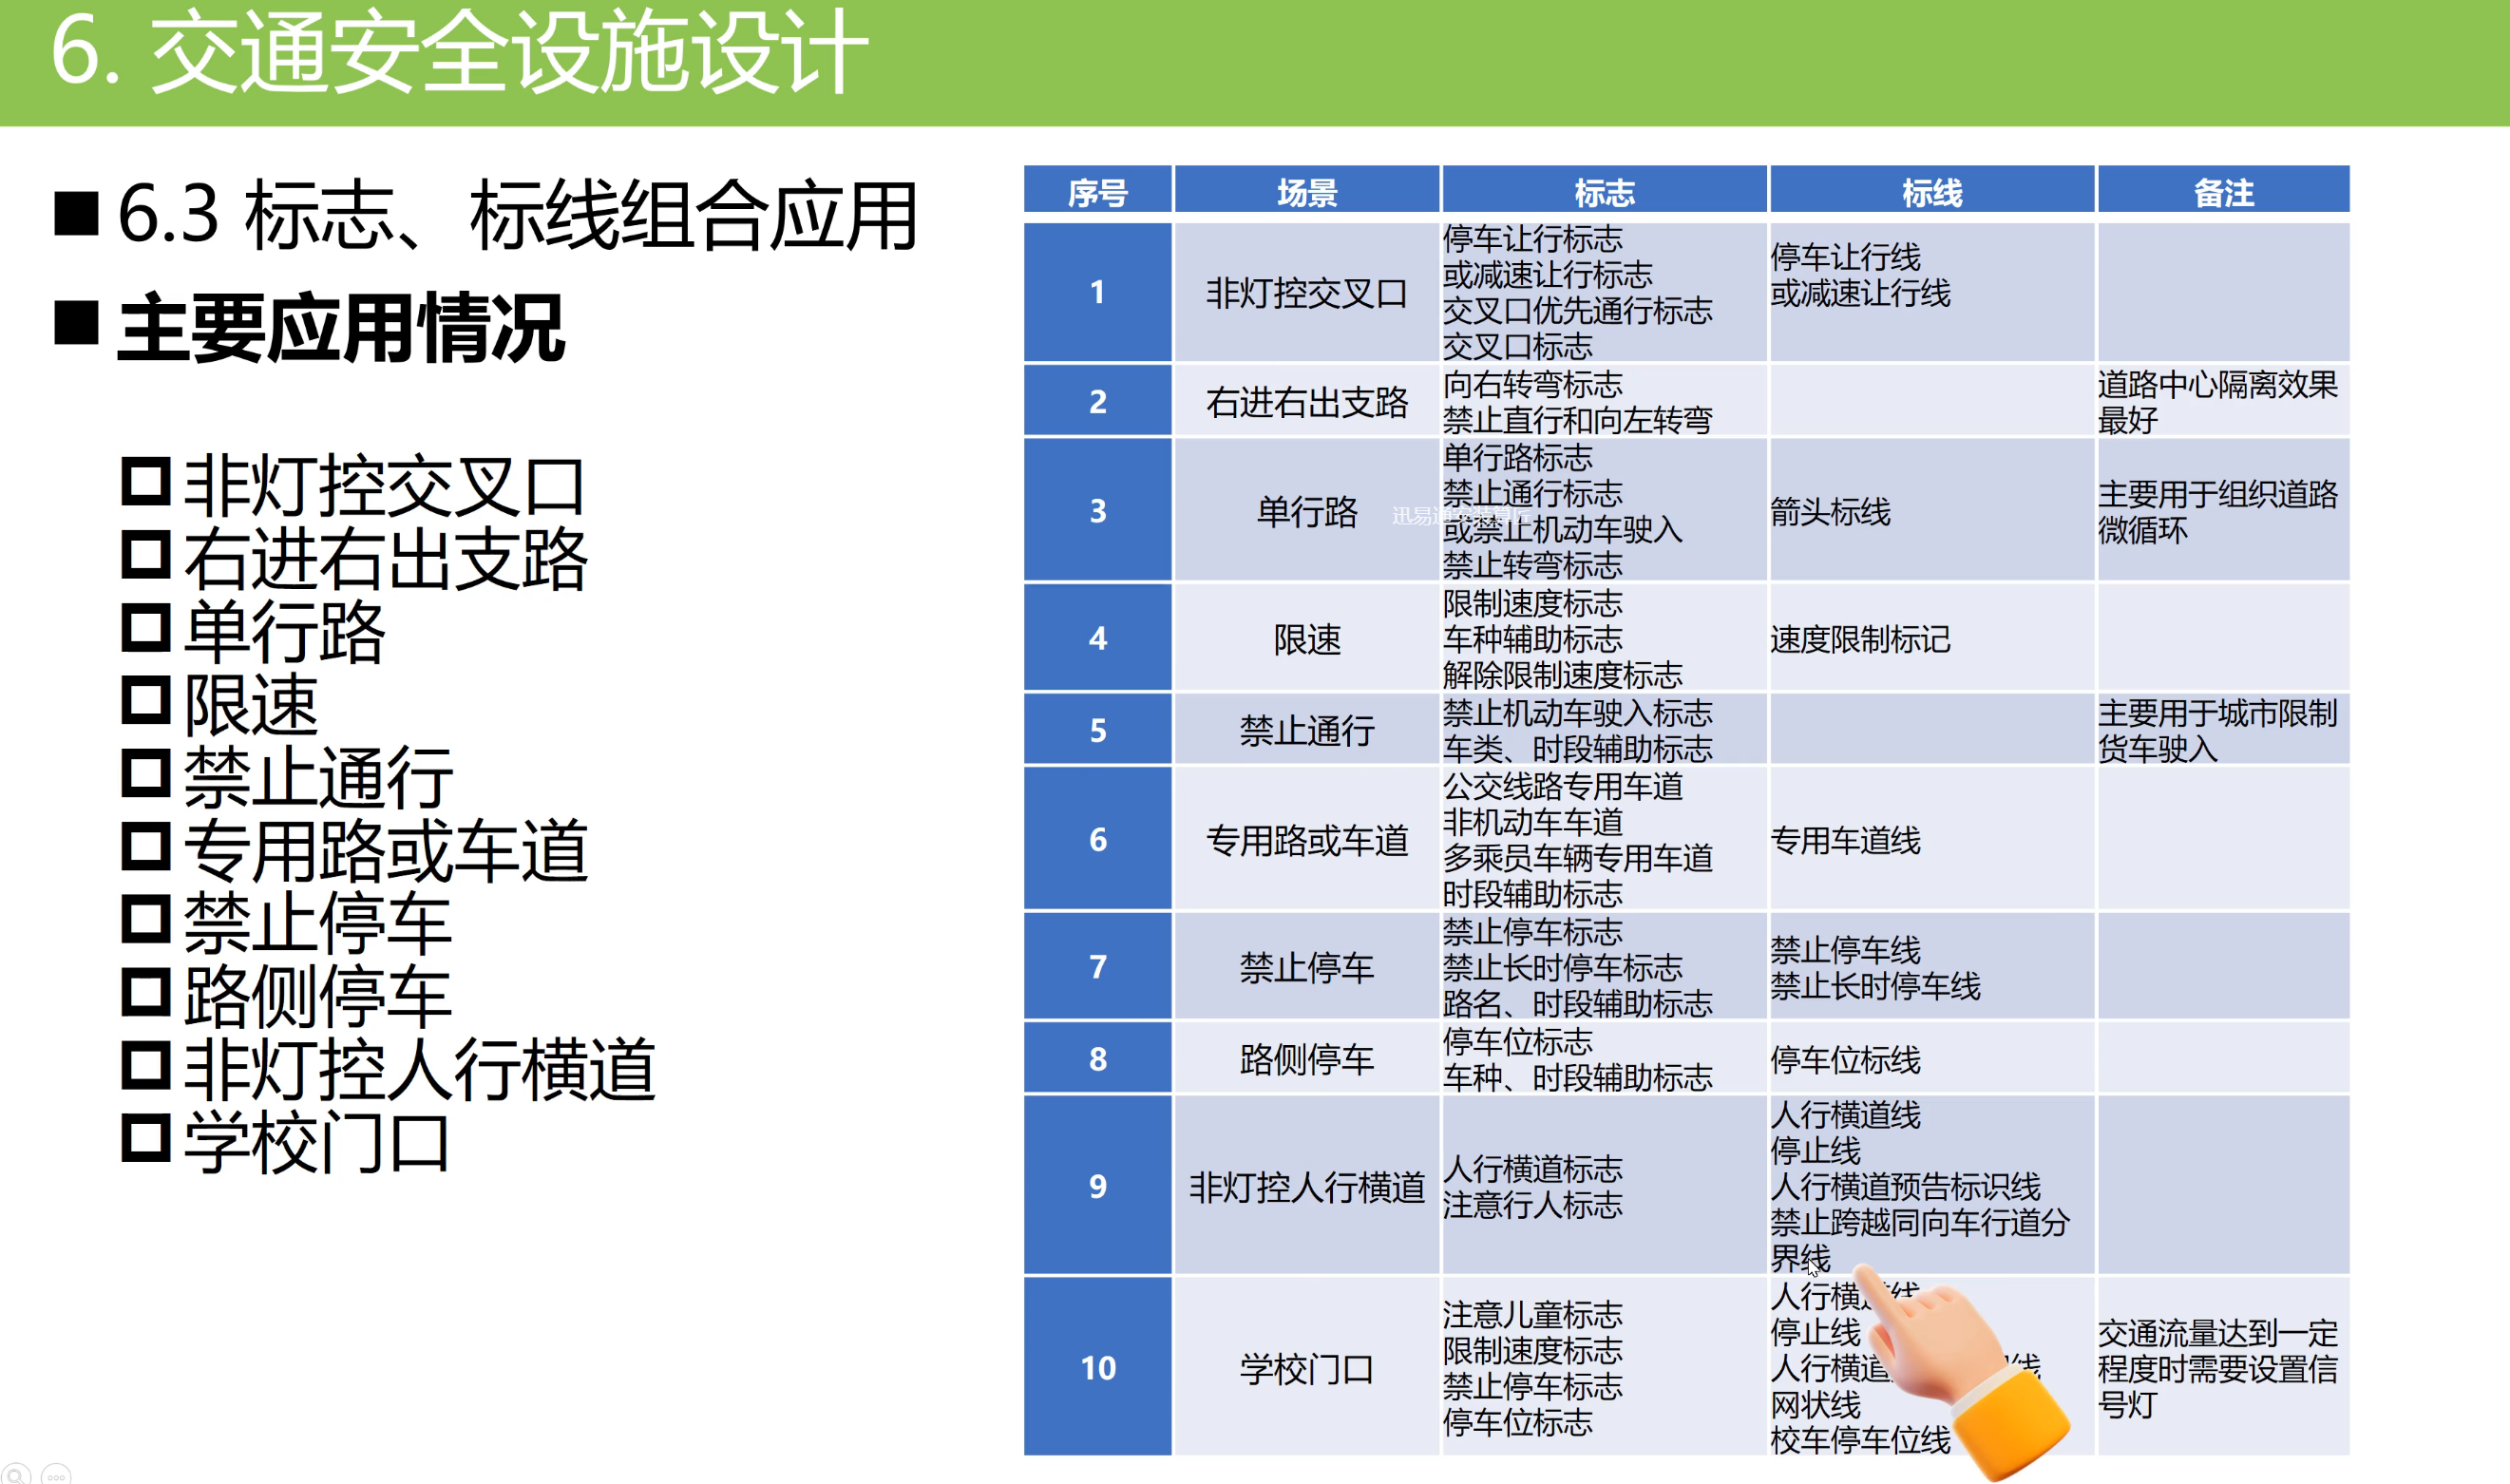 6. 交通安全设施设计
6.3 标志、标线组合应用
主要应用情况
非灯控交叉口
右进右出支路
单行路
限速
禁止通行
专用路或车道
禁止停车
路侧停车
非灯控人行横道
学校门口
序号 场景 标志 标线 备注
1
非灯控交叉口
停车让行标志
或减速让行标志
交叉口优先通行标志
交叉口标志
停车让行线
或减速让行线
2
右进右出支路
向右转弯标志
禁止直行和向左转弯
道路中心隔离效果
最好
3
单行路
单行路标志
禁止通行标志
或禁止机动车驶入
禁止转弯标志
箭头标线
主要用于组织道路
微循环
4
限速
限制速度标志
车种辅助标志
解除限制速度标志
速度限制标记
5
禁止通行
禁止机动车驶入标志
车类、时段辅助标志
主要用于城市限制
货车驶入
6
专用路或车道
公交线路专用车道
非机动车车道
多乘员车辆专用车道
时段辅助标志
专用车道线
7
禁止停车
禁止停车标志
禁止长时停车标志
路名、时段辅助标志
禁止停车线
禁止长时停车线
8
路侧停车
停车位标志
车种、时段辅助标志
停车位标线
9
非灯控人行横道
人行横道标志
注意行人标志
人行横道线
停止线
人行横道预告标识线
禁止跨越同向车行道分
界线
10
学校门口
注意儿童标志
限制速度标志
禁止停车标志
停车位标志
人行横道线
停止线
人行横道
网状线
校车停车位线
交通流量达到一定
程度时需要设置信
号灯